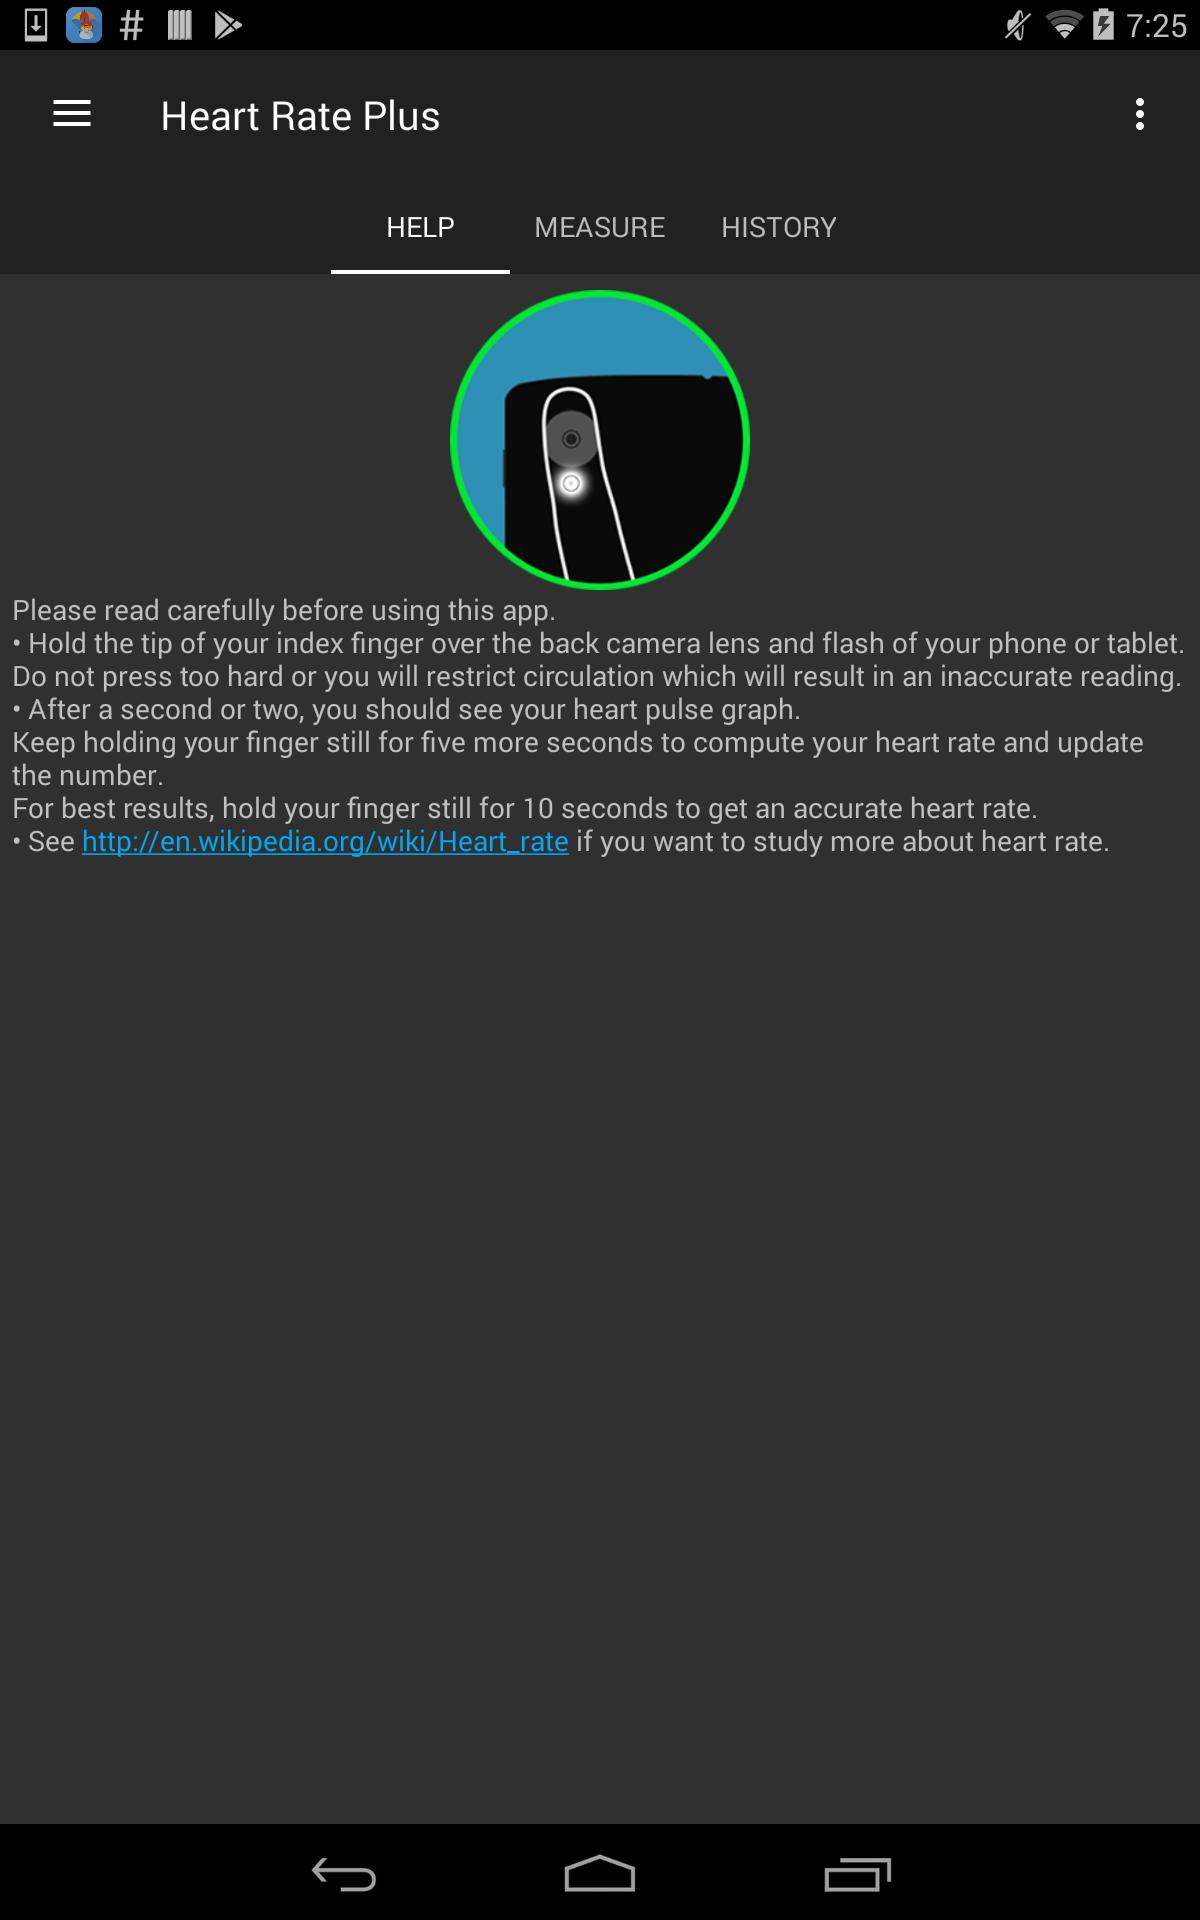 7:25
Heart Rate Plus
HELP MEASURE HISTORY
Please read carefully before using this app.
• Hold the tip of your index finger over the back camera lens and flash of your phone or tablet.
Do not press too hard or you will restrict circulation which will result in an inaccurate reading.
• After a second or two, you should see your heart pulse graph.
Keep holding your finger still for five more seconds to compute your heart rate and update
the number.
For best results, hold your finger still for 10 seconds to get an accurate heart rate.
• See http://en.wikipedia.org/wiki/Heart_rate if you want to study more about heart rate.